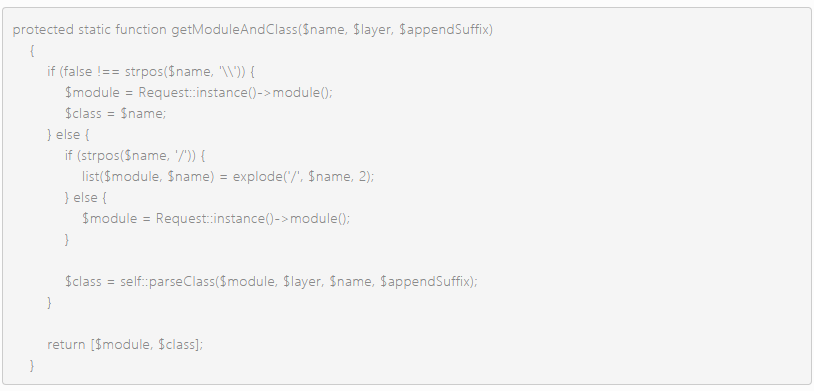 protected static function getModuleAndClass($name, $layer, $appendSuffix)
{
if (false !== strpos($name, '\\')) {
$module = Request::instance()->module();
$class = $name;
} else {
if (strpos($name, '/')) {
list($module, $name) = explode('/', $name, 2);
} else {
$module = Request::instance()->module();
}
$class = self::parseClass($module, $layer, $name, $appendSuffix);
}
return [$module, $class];
}